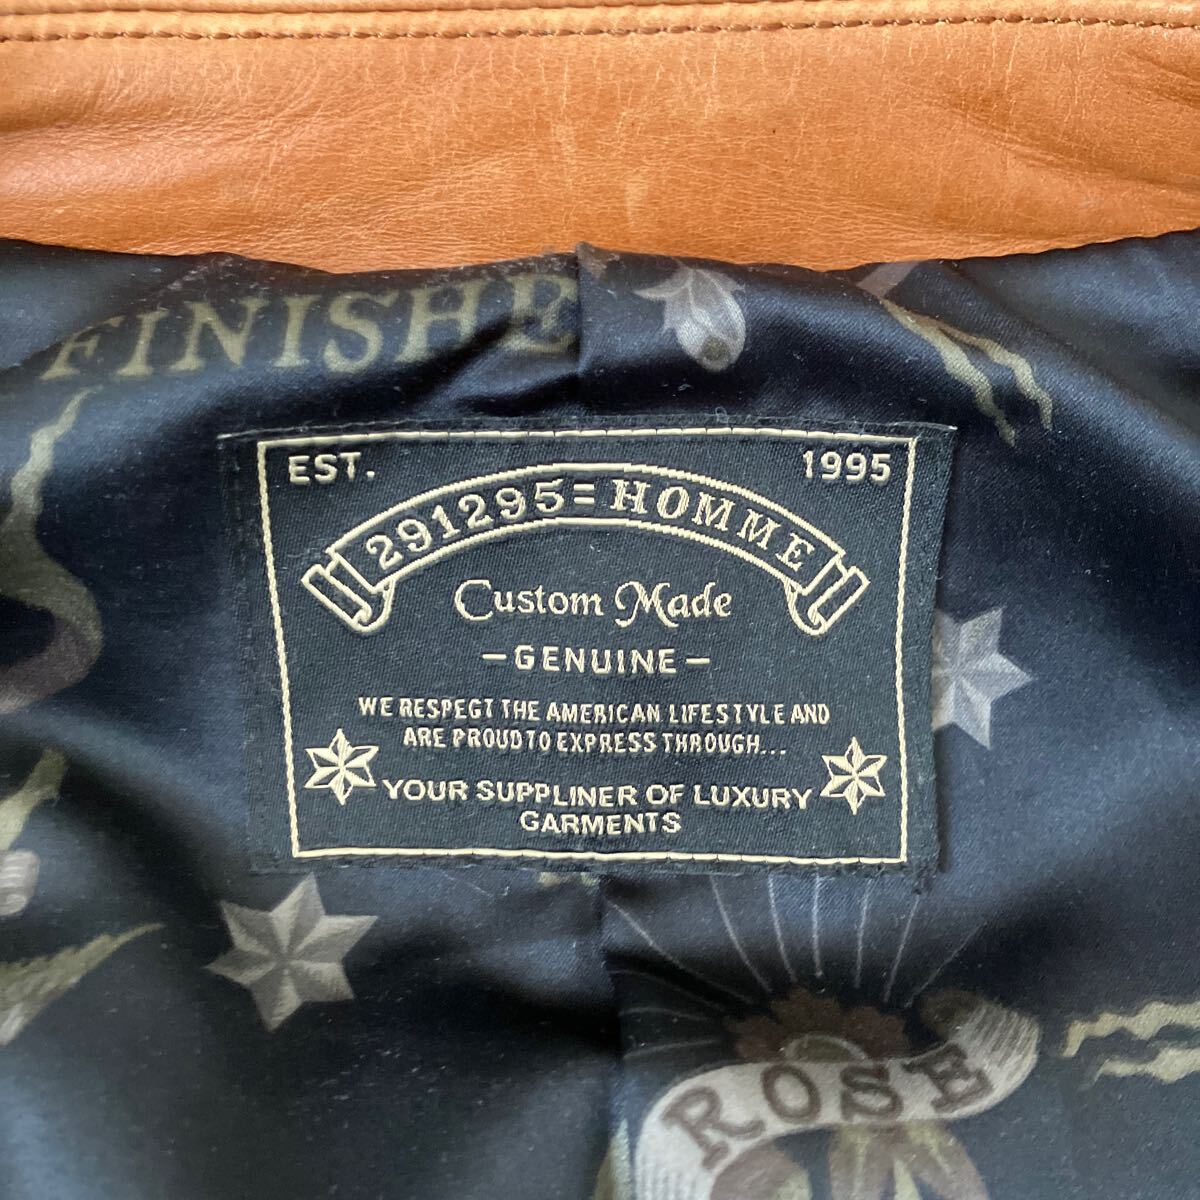 FINISHE
EST. 1995
291295=HOMME
Custom Made
-GENUINE-
WE RESPEGT THE AMERICAN LIFESTYLE AND
ARE PROUD TO EXPRESS THROUGH...
YOUR SUPPLINER OF LUXURY
GARMENTS
ROSE